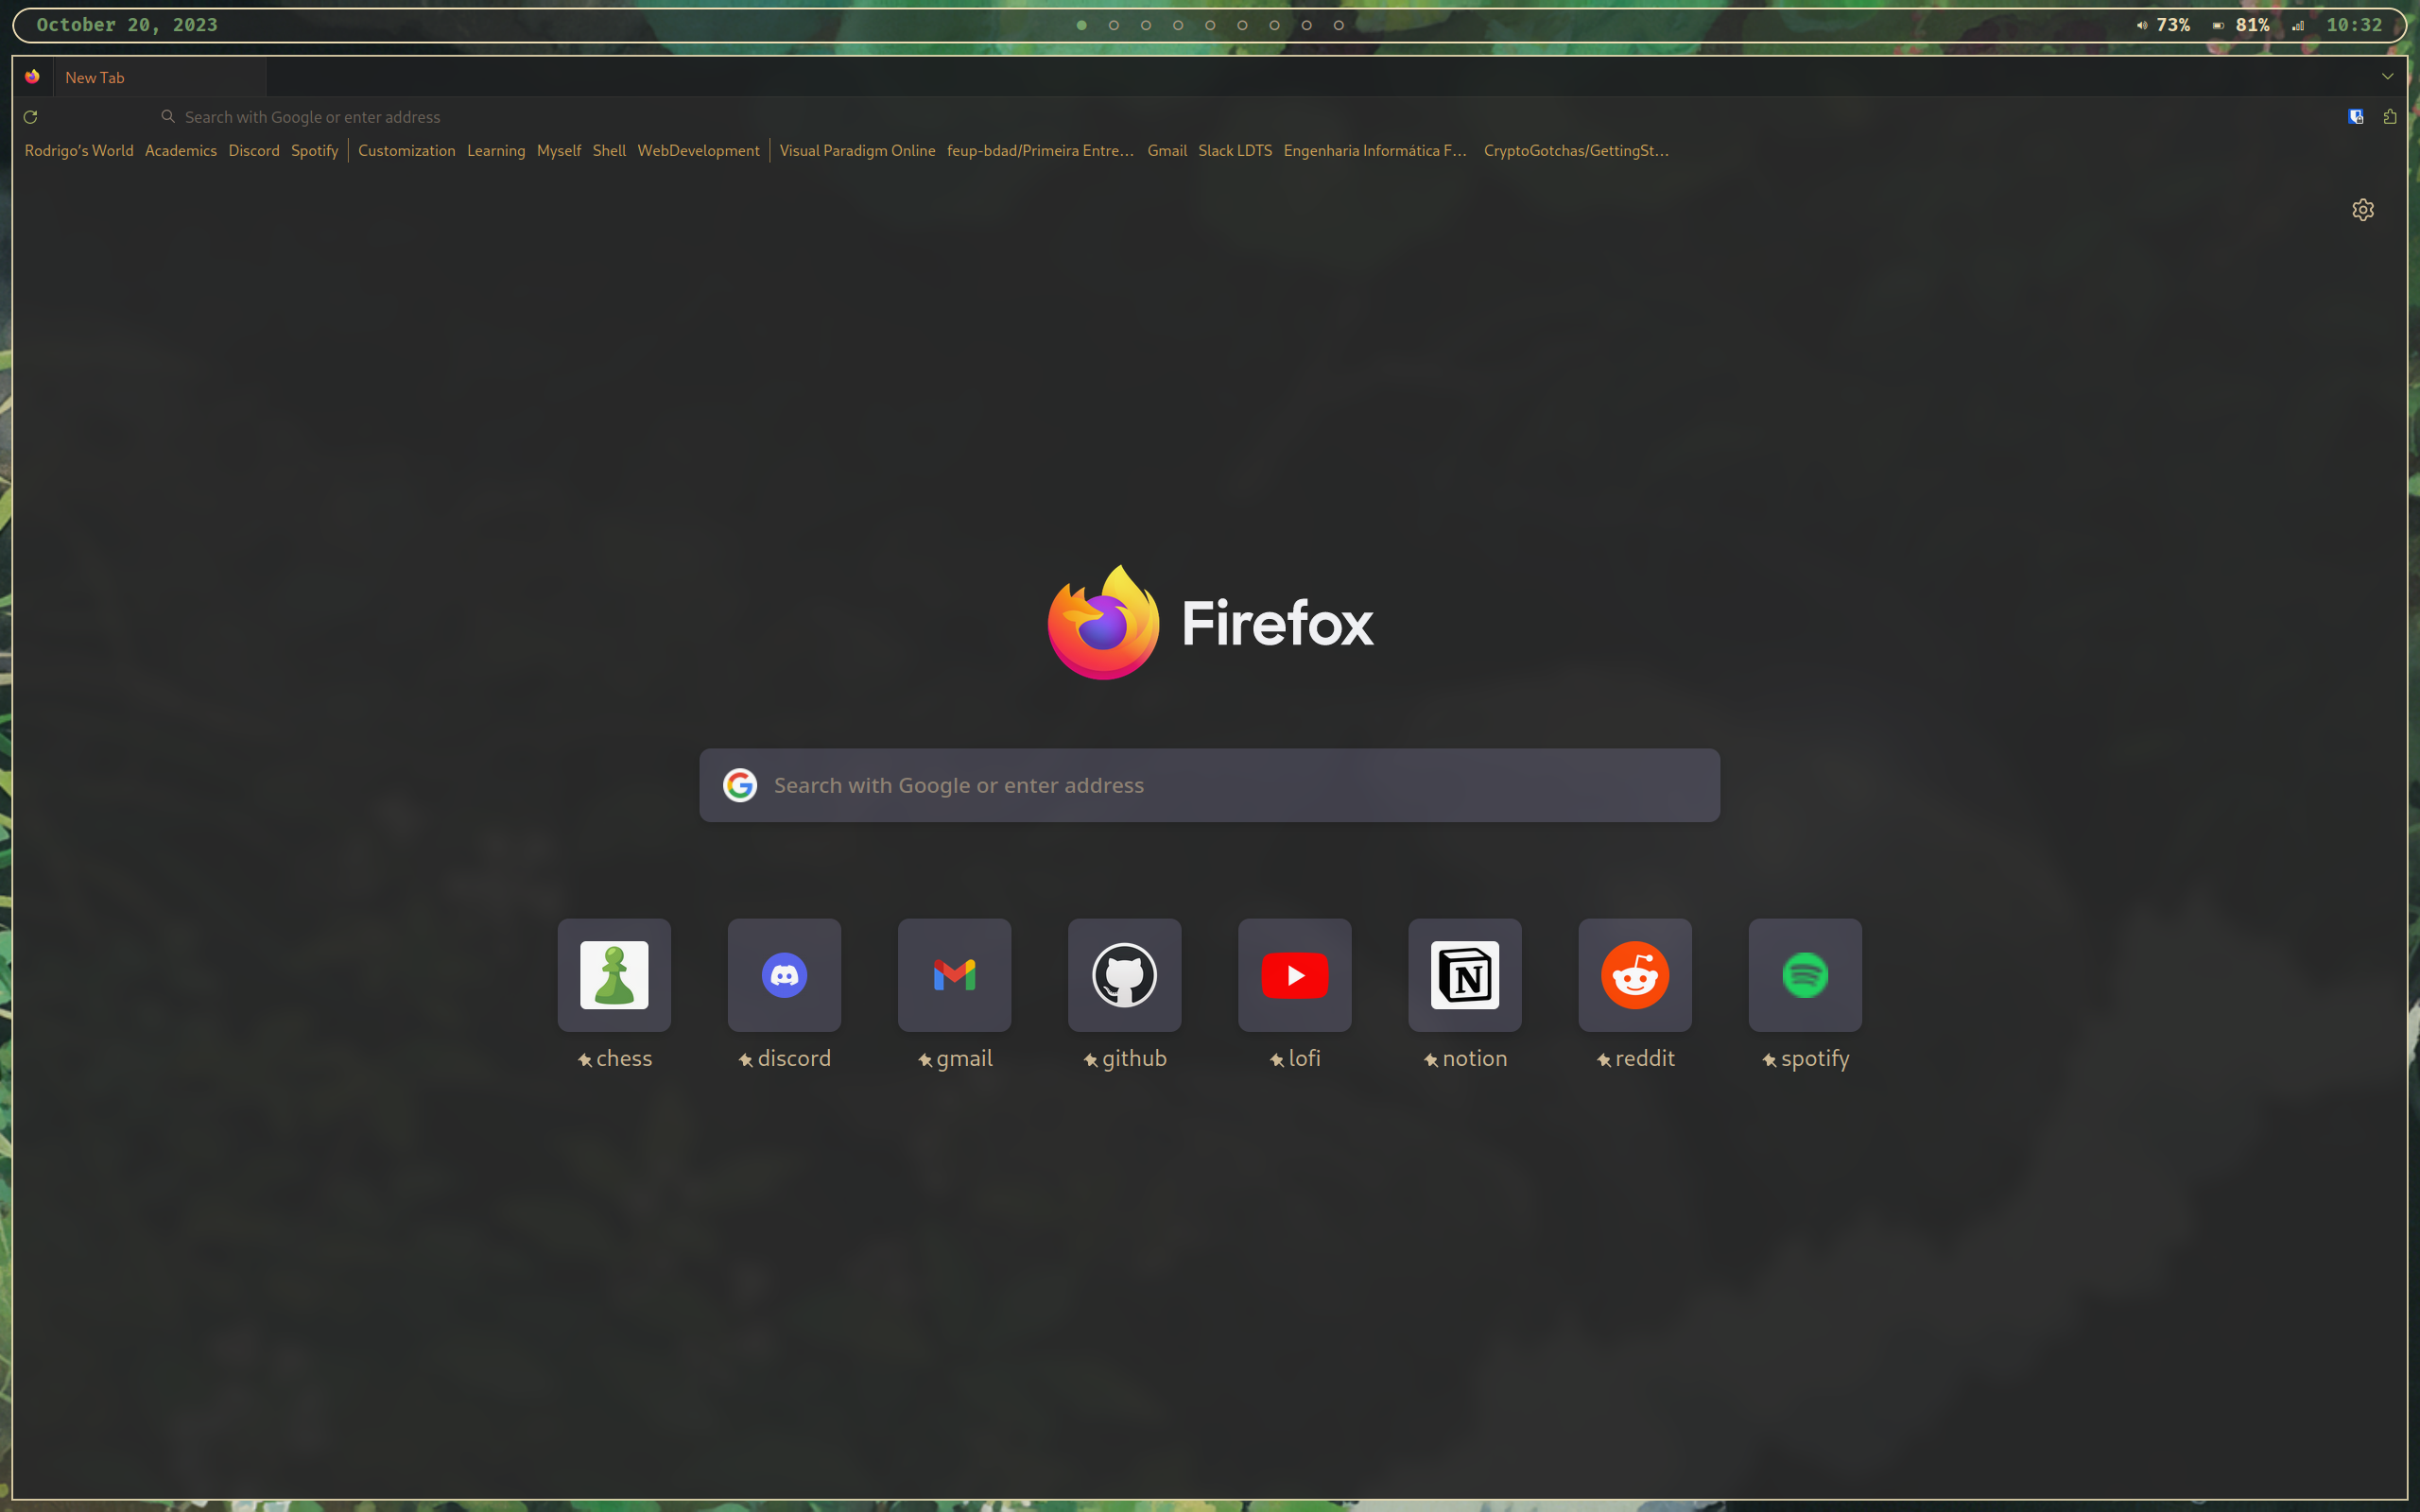 October 20, 2023 73% 81% 10:32
New Tab
Search with Google or enter address
Rodrigo's World Academics Discord Spotify Customization Learning Myself Shell WebDevelopment Visual Paradigm Online feup-bdad/Primeira Entre… Gmail Slack LDTS Engenharia Informática F… CryptoGotchas/GettingSt…
Firefox
Search with Google or enter address
chess discord gmail github lofi notion reddit spotify